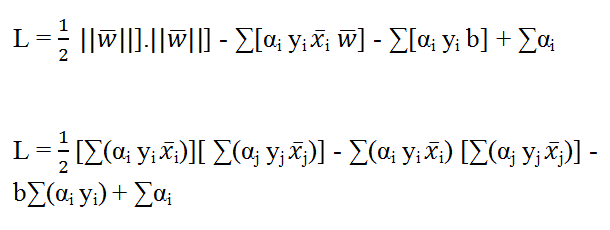 L = 1/2 ||w̅||].||w̅||] - ∑[αᵢ yᵢ x̅ᵢ w̅] - ∑[αᵢ yᵢ b] + ∑αᵢ
L = 1/2 [∑(αᵢ yᵢ x̅ᵢ)][ ∑(αⱼ yⱼ x̅ⱼ)] - ∑(αᵢ yᵢ x̅ᵢ) [∑(αⱼ yⱼ x̅ⱼ)] -
b∑(αᵢ yᵢ) + ∑αᵢ